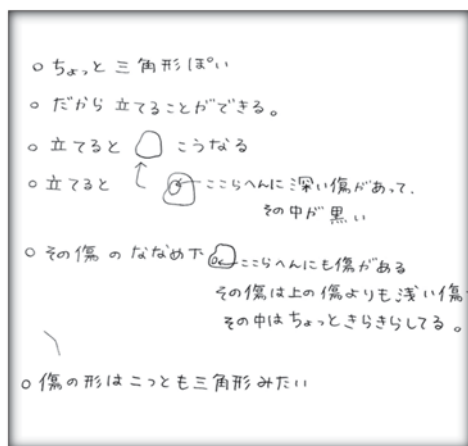 ○ ちょっと 三角形 ぽい
○ だから 立てることができる。
○ 立てると こうなる
○ 立てると ここらへんに深い傷があって、
その中が 黒い
○ その傷 の ななめ下 ここらへんにも傷がある
その傷は上の傷よりも浅い傷
その中はちょっときらきらしてる。
○ 傷の形はこっとも三角形みたい